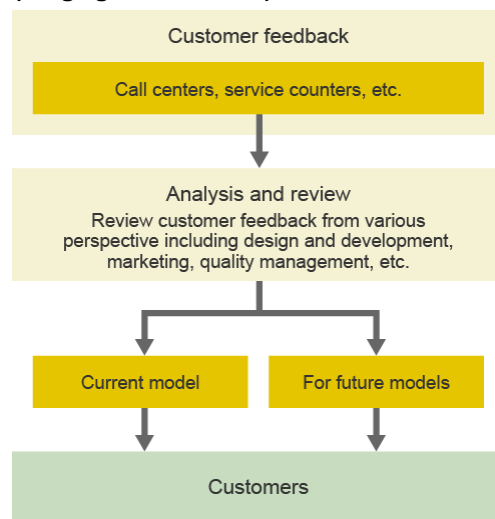 Customer feedback
Call centers, service counters, etc.
Analysis and review
Review customer feedback from various
perspective including design and development,
marketing, quality management, etc.
Current model
For future models
Customers